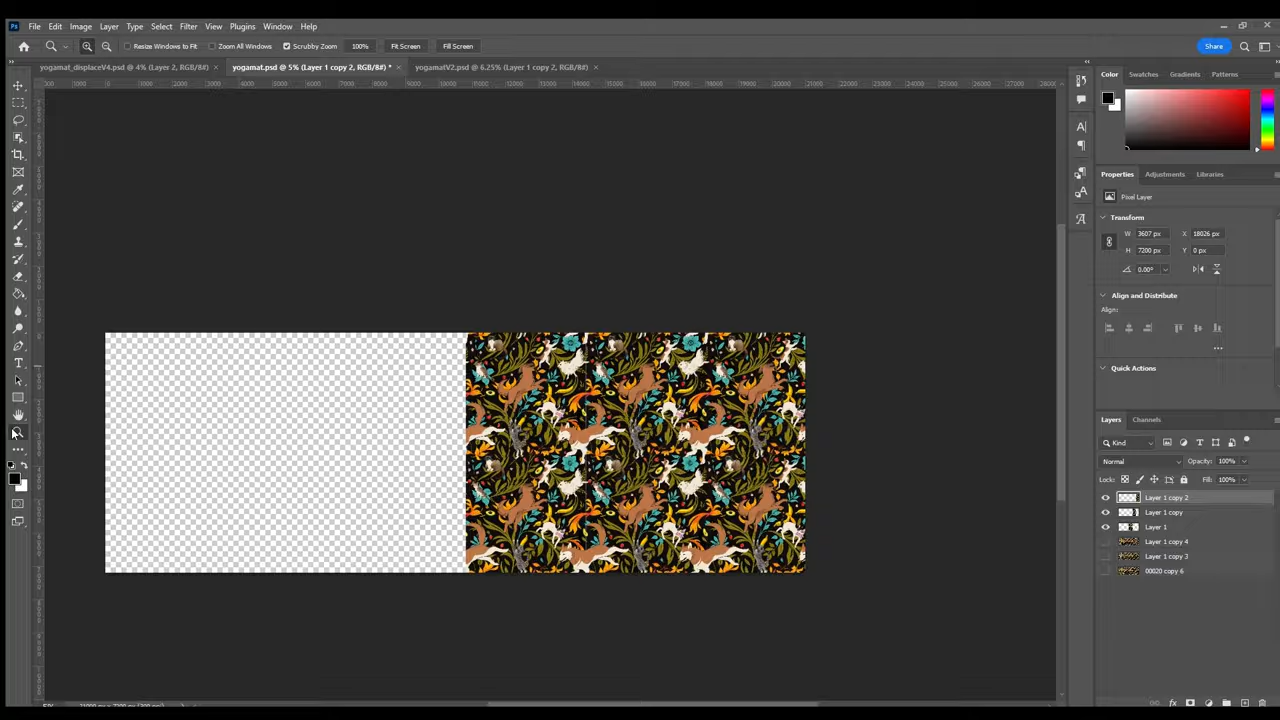 Ps File Edit Image Layer Type Select Filter View Plugins Window Help
Resize Windows to Fit Zoom All Windows Scrubby Zoom 100% Fit Screen Fill Screen Share
yogamat_displaceV4.psd @ 4% (Layer 2, RGB/8#) × yogamat.psd @ 5% (Layer 1 copy 2, RGB/8#) * × yogamatV2.psd @ 6.25% (Layer 1 copy 7, RGB/8#) ×
Color Swatches Gradients Patterns
Properties Adjustments Libraries
Pixel Layer
Transform
W 3607 px X 18026 px
H 7200 px Y 0 px
0.00°
Align and Distribute
Align:
Quick Actions
Layers Channels
Kind
Normal Opacity: 100%
Lock: Fill: 100%
Layer 1 copy 2
Layer 1 copy
Layer 1
Layer 1 copy 4
Layer 1 copy 3
00020 copy 6